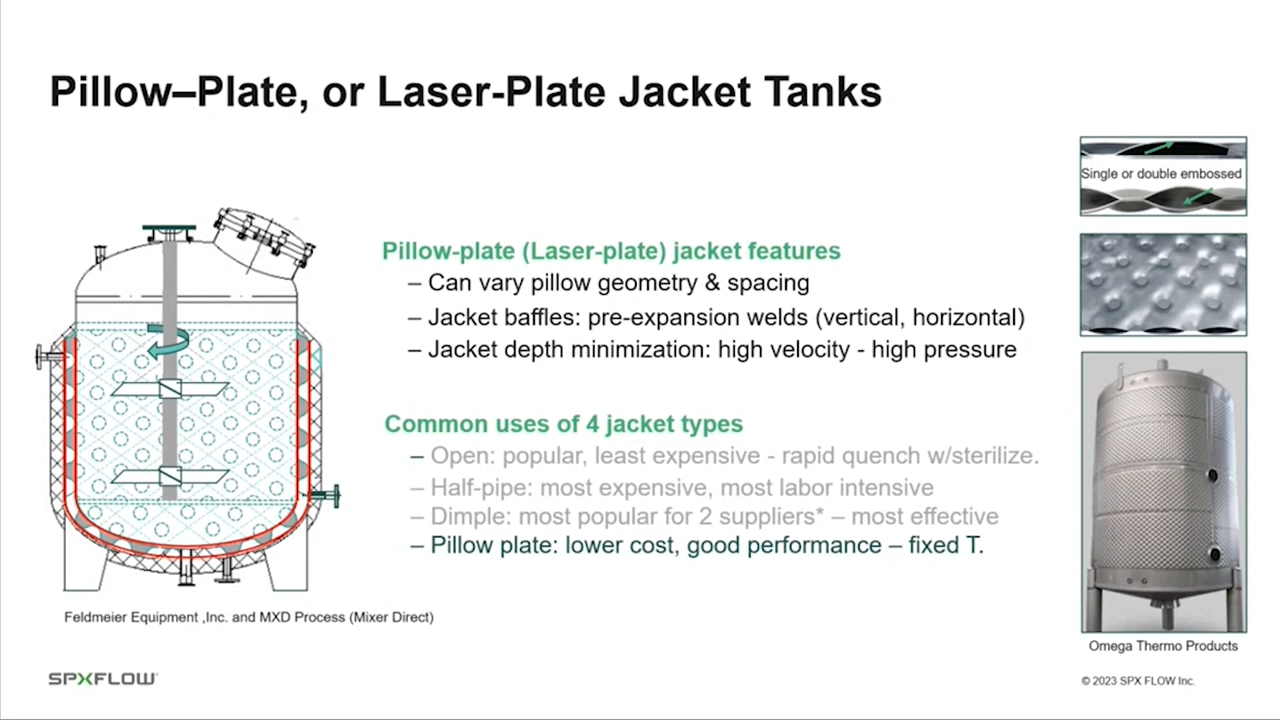 Pillow–Plate, or Laser-Plate Jacket Tanks
Single or double embossed
Pillow-plate (Laser-plate) jacket features
– Can vary pillow geometry & spacing
– Jacket baffles: pre-expansion welds (vertical, horizontal)
– Jacket depth minimization: high velocity - high pressure
Common uses of 4 jacket types
– Open: popular, least expensive - rapid quench w/sterilize.
– Half-pipe: most expensive, most labor intensive
– Dimple: most popular for 2 suppliers* – most effective
– Pillow plate: lower cost, good performance – fixed T.
Feldmeier Equipment ,Inc. and MXD Process (Mixer Direct)
Omega Thermo Products
SPXFLOW
© 2023 SPX FLOW Inc.